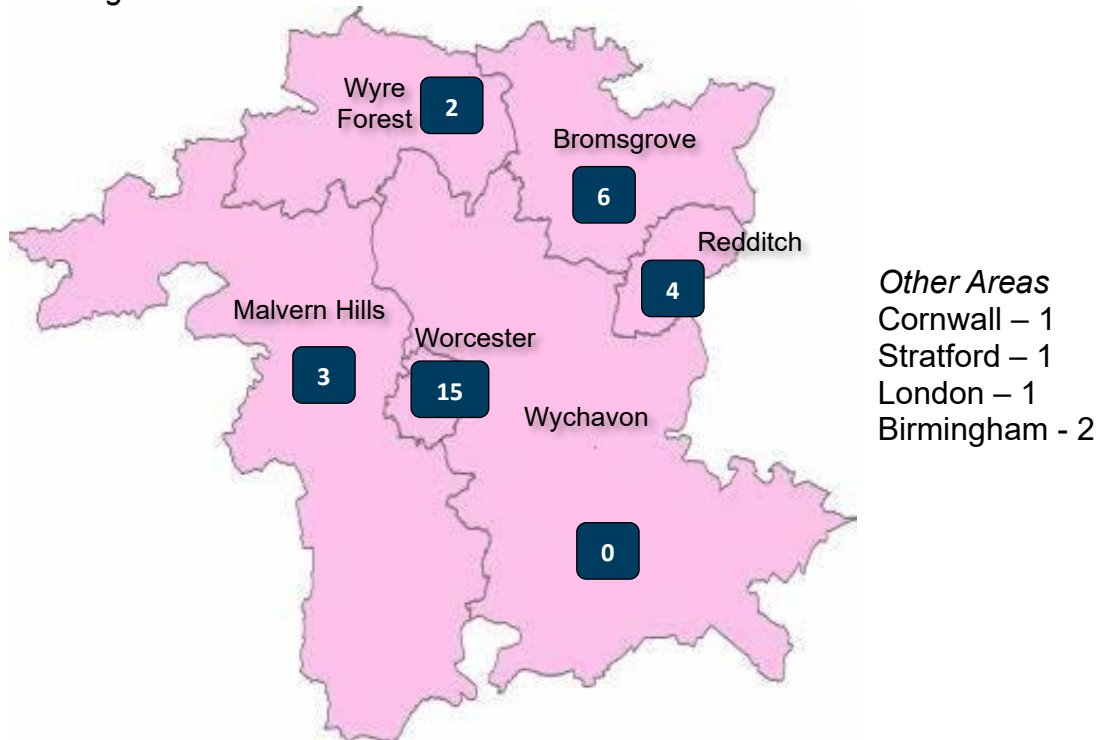 Wyre
Forest
2
Bromsgrove
6
Redditch
4
Malvern Hills
3
Worcester
15
Wychavon
0
Other Areas
Cornwall – 1
Stratford – 1
London – 1
Birmingham - 2